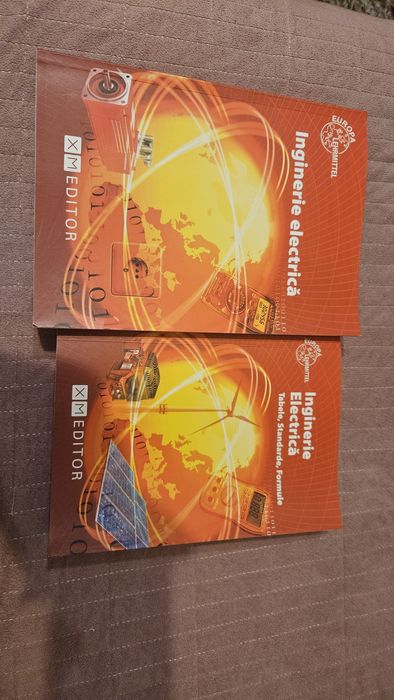 EUROPA
LEHRMITTEL
Inginerie electrică
XM EDITOR
EUROPA
LEHRMITTEL
Inginerie
Electrică
Tabele, Standarde, Formule
XM EDITOR